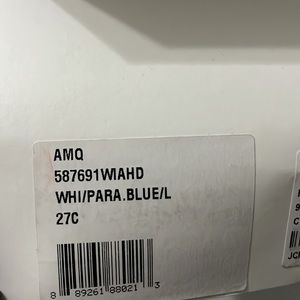 AMQ
587691WIAHD
WHI/PARA.BLUE/L
27C
8 89261 88021 3